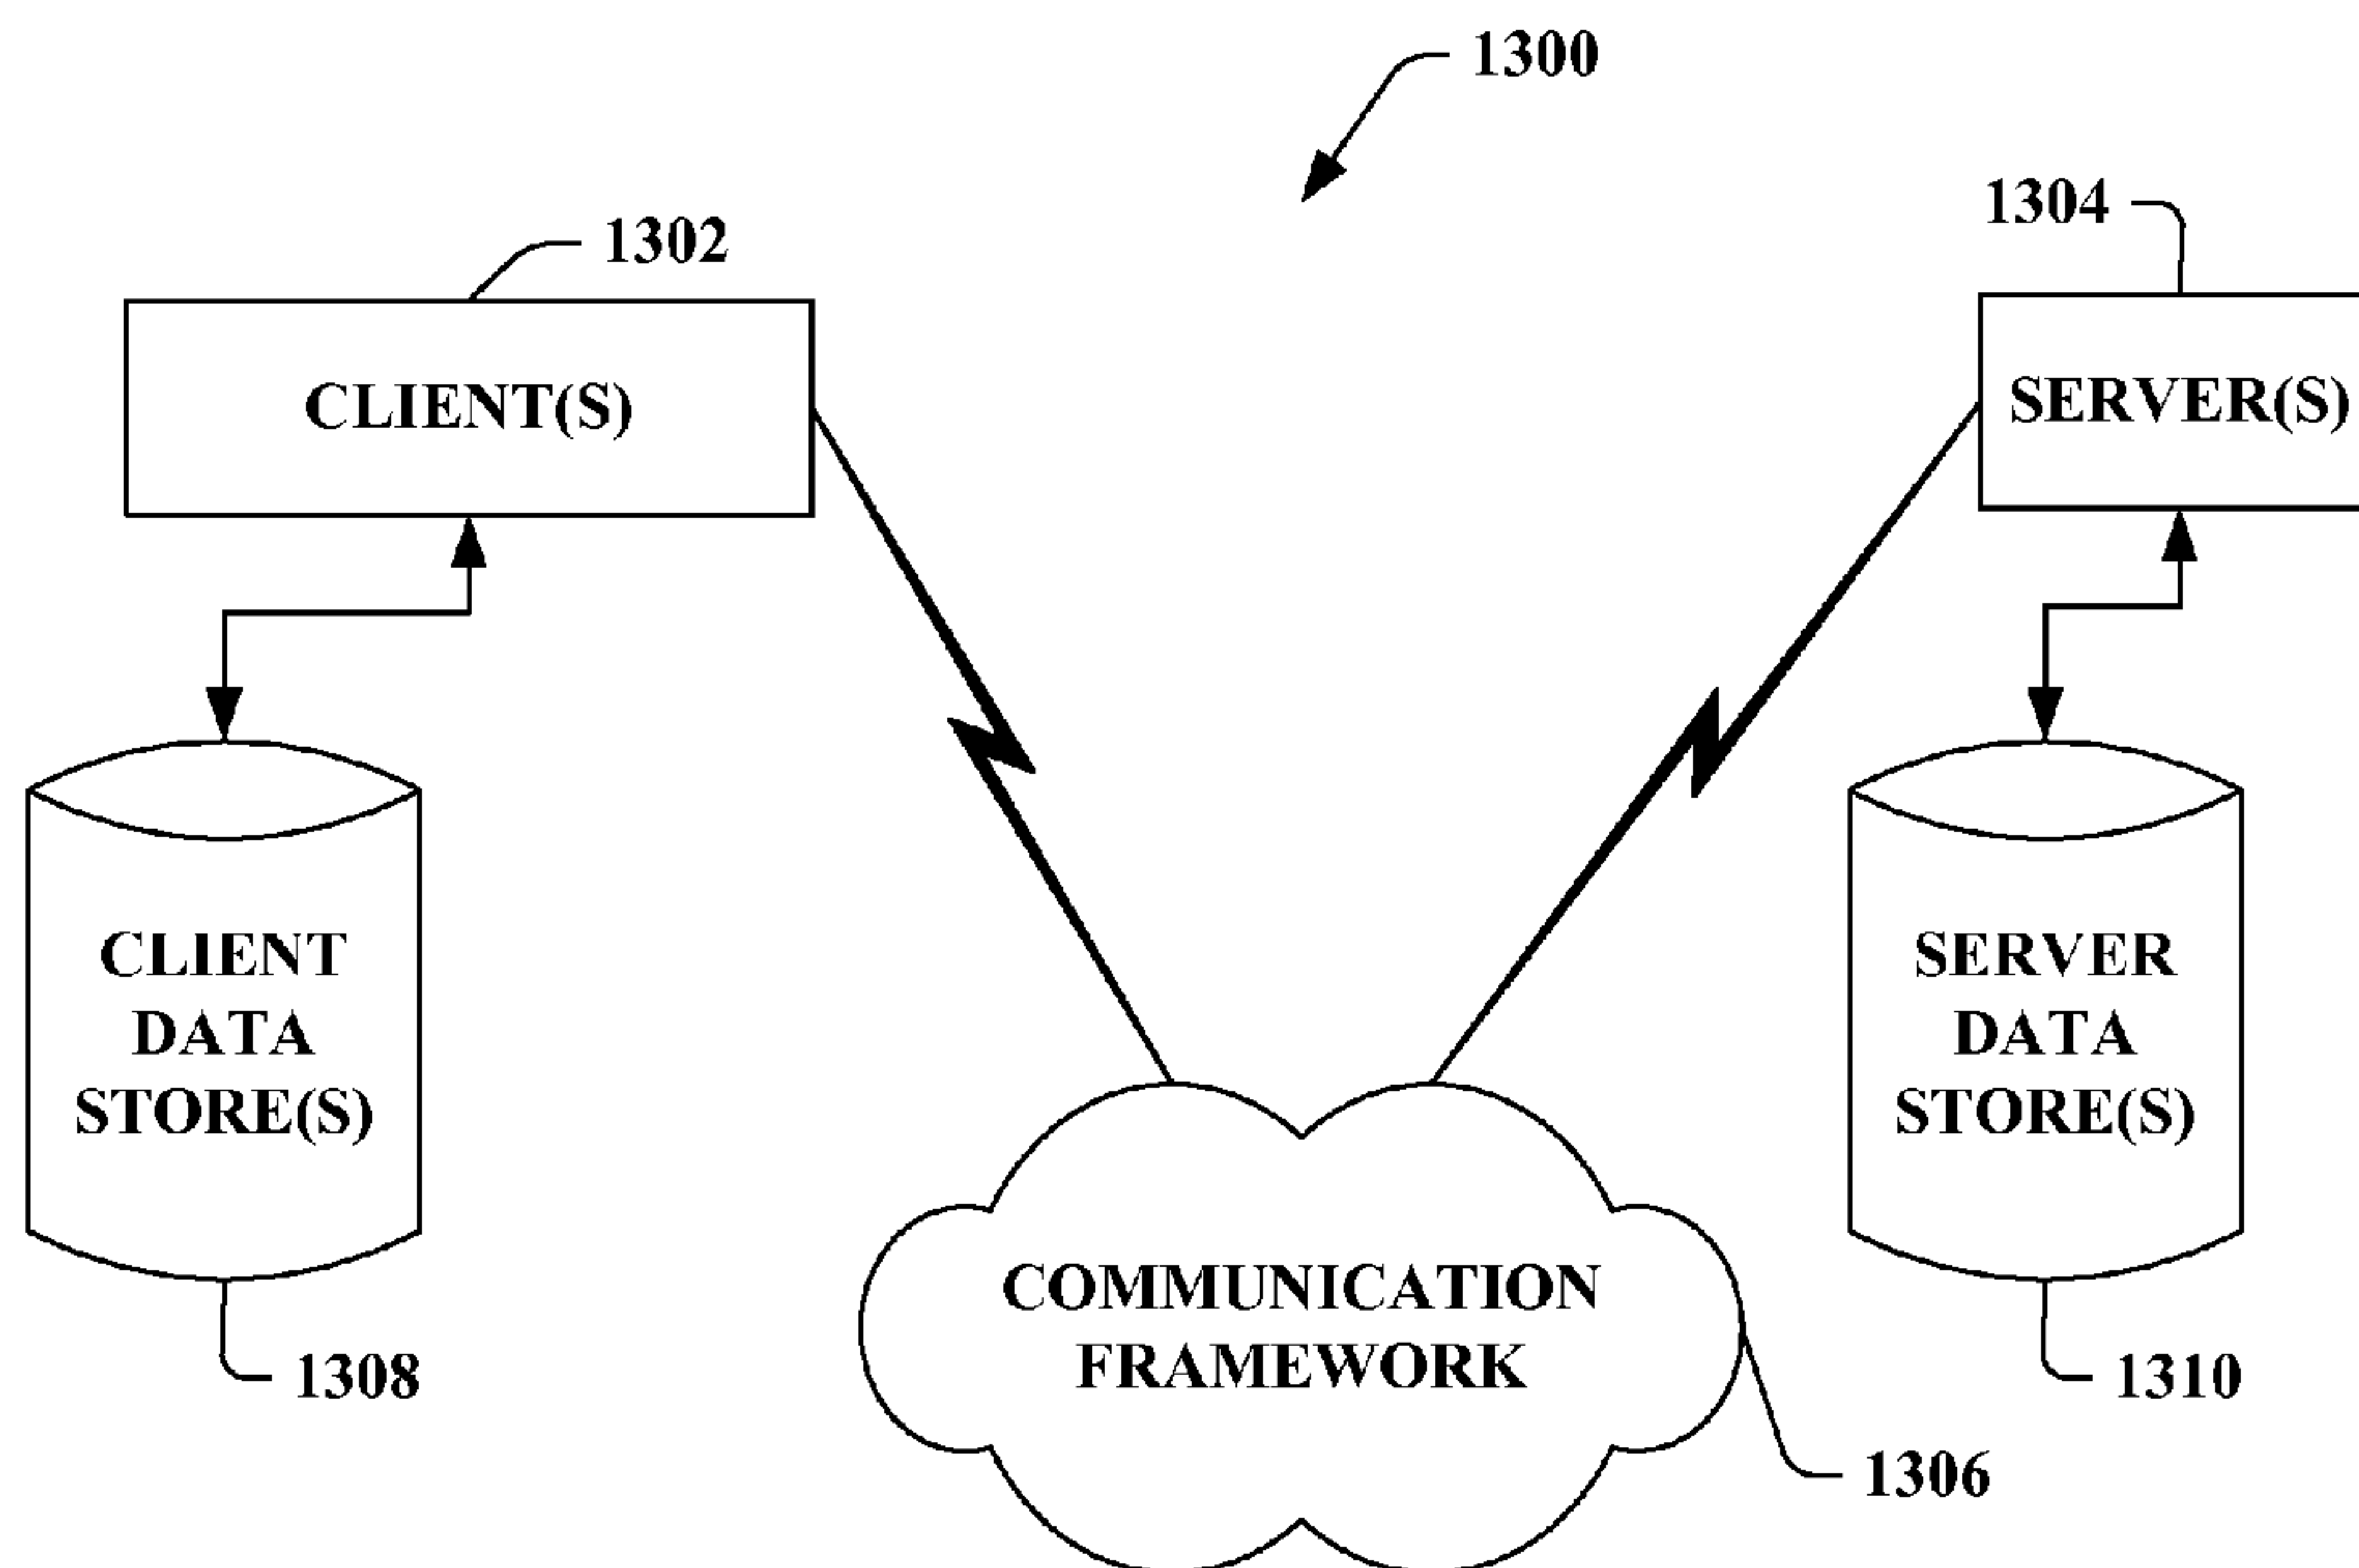 1300
1302
1304
CLIENT(S)
SERVER(S)
CLIENT
DATA
STORE(S)
SERVER
DATA
STORE(S)
COMMUNICATION
FRAMEWORK
1308
1310
1306